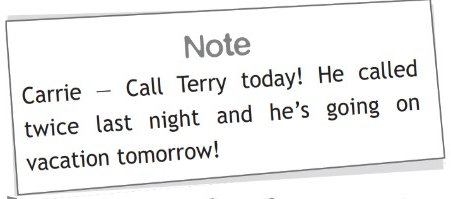 Note
Carrie – Call Terry today! He called
twice last night and he's going on
vacation tomorrow!